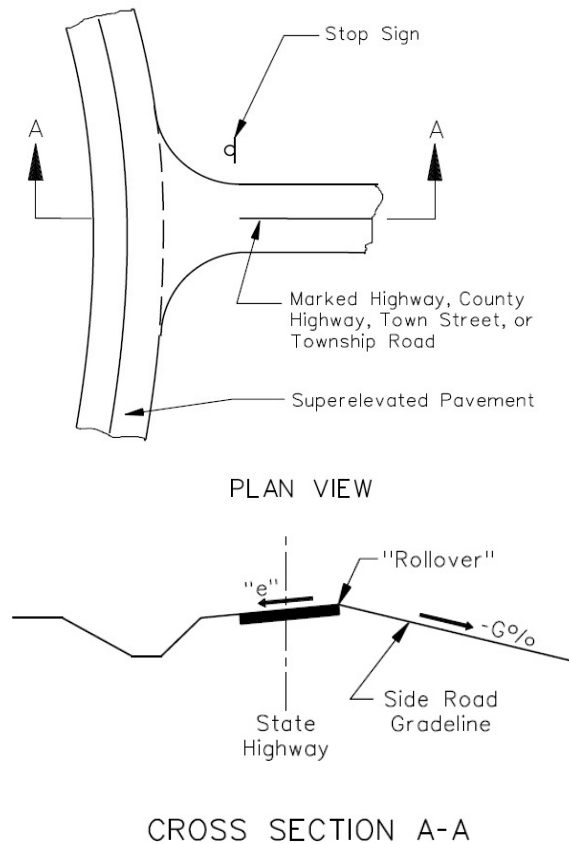 Stop Sign
A
A
Marked Highway, County
Highway, Town Street, or
Township Road
Superelevated Pavement
PLAN VIEW
"Rollover"
"e"
-G%
Side Road
Gradeline
State
Highway
CROSS SECTION A-A